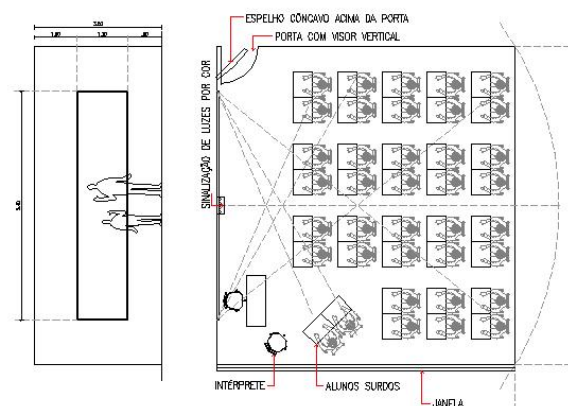 ESPELHO CÔNCAVO ACIMA DA PORTA
PORTA COM VISOR VERTICAL
SINALIZAÇÃO DE LUZES POR COR
INTÉRPRETE
ALUNOS SURDOS
JANELA